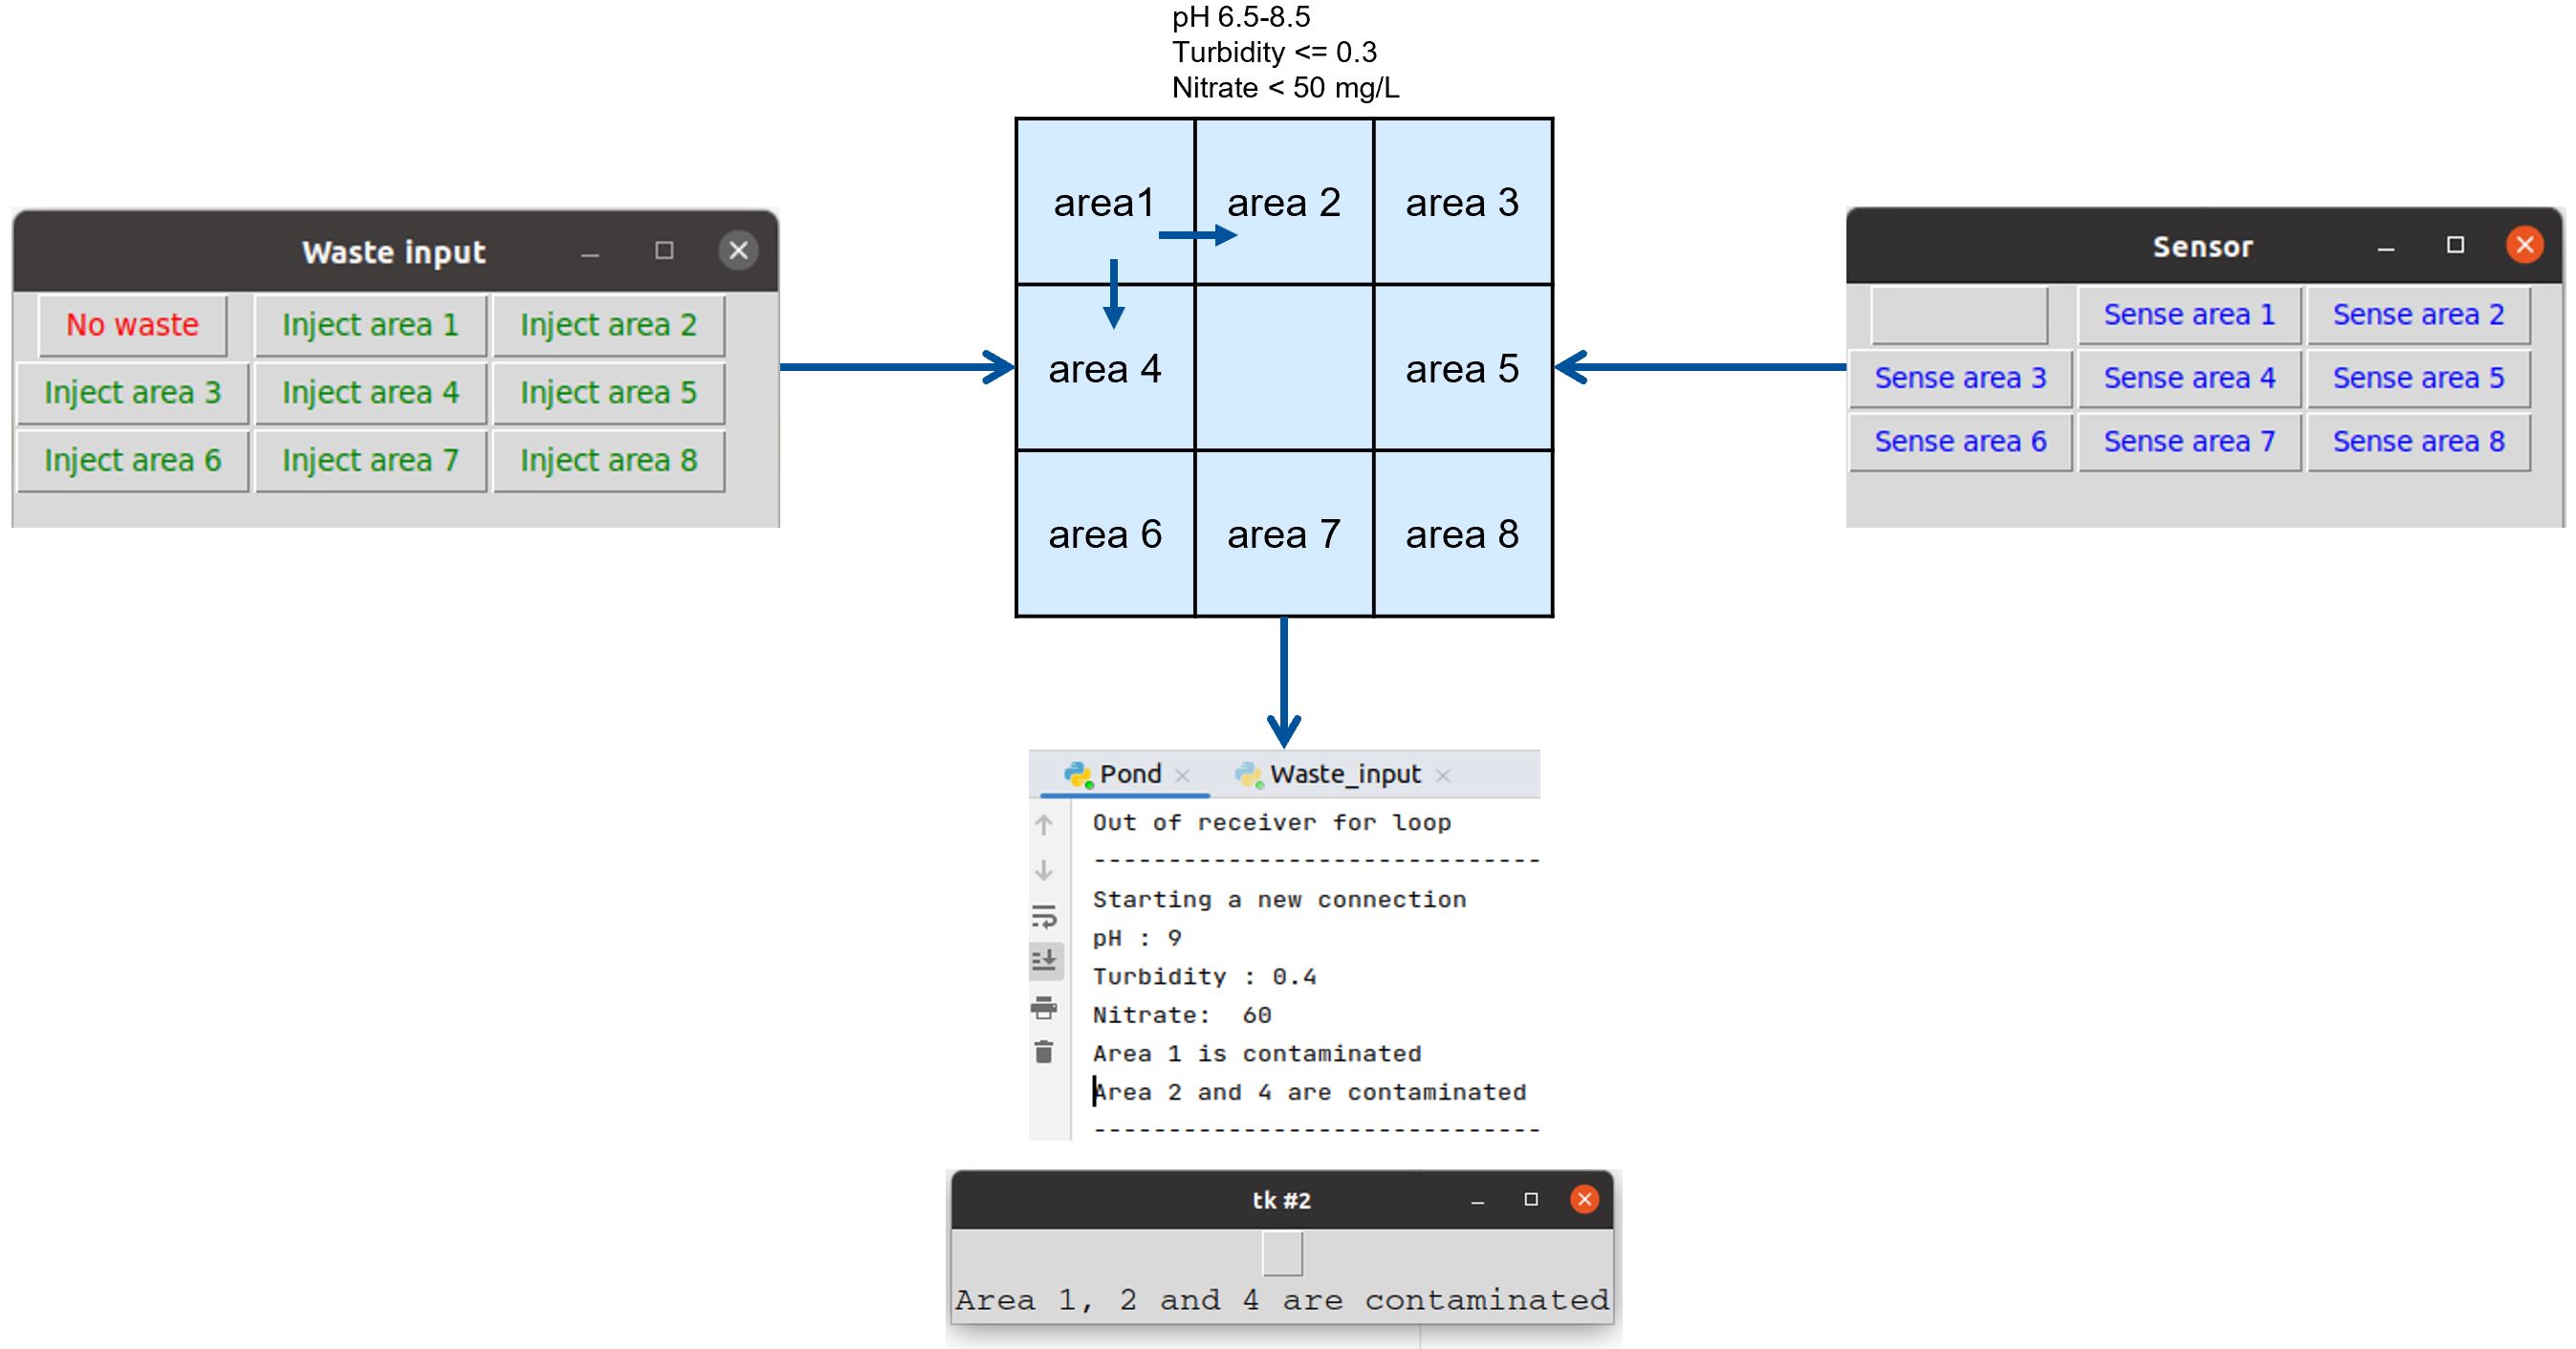 pH 6.5-8.5
Turbidity <= 0.3
Nitrate < 50 mg/L
Waste input
No waste Inject area 1 Inject area 2
Inject area 3 Inject area 4 Inject area 5
Inject area 6 Inject area 7 Inject area 8
area1 area 2 area 3
area 4 area 5
area 6 area 7 area 8
Sensor
Sense area 1 Sense area 2
Sense area 3 Sense area 4 Sense area 5
Sense area 6 Sense area 7 Sense area 8
Pond Waste_input
Out of receiver for loop
------------------------------
Starting a new connection
pH : 9
Turbidity : 0.4
Nitrate:  60
Area 1 is contaminated
Area 2 and 4 are contaminated
------------------------------
tk #2
Area 1, 2 and 4 are contaminated